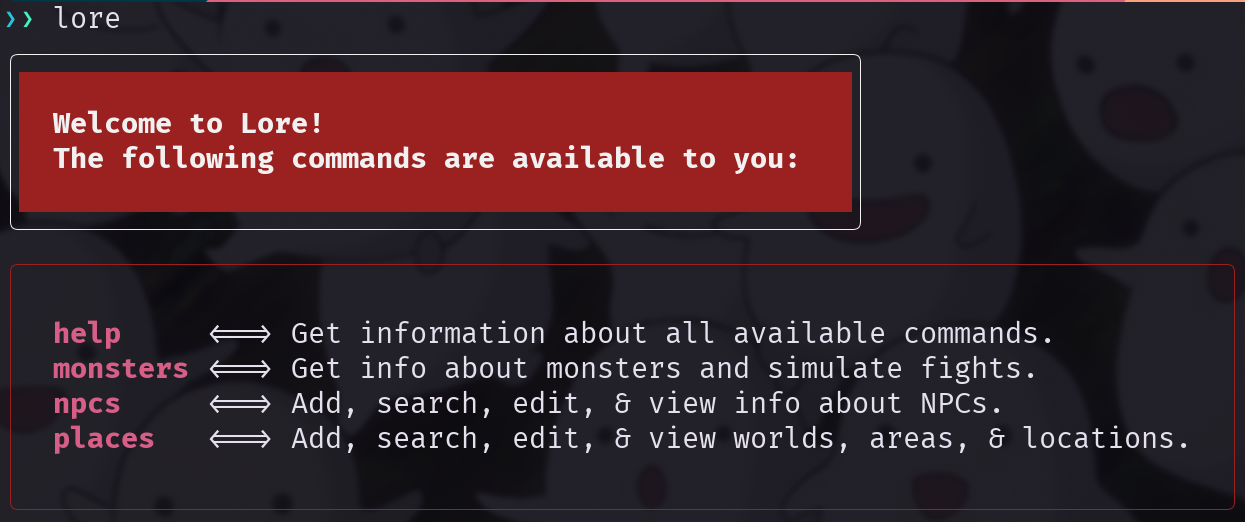 ❯❯ lore
Welcome to Lore!
The following commands are available to you:
help <==> Get information about all available commands.
monsters <==> Get info about monsters and simulate fights.
npcs <==> Add, search, edit, & view info about NPCs.
places <==> Add, search, edit, & view worlds, areas, & locations.